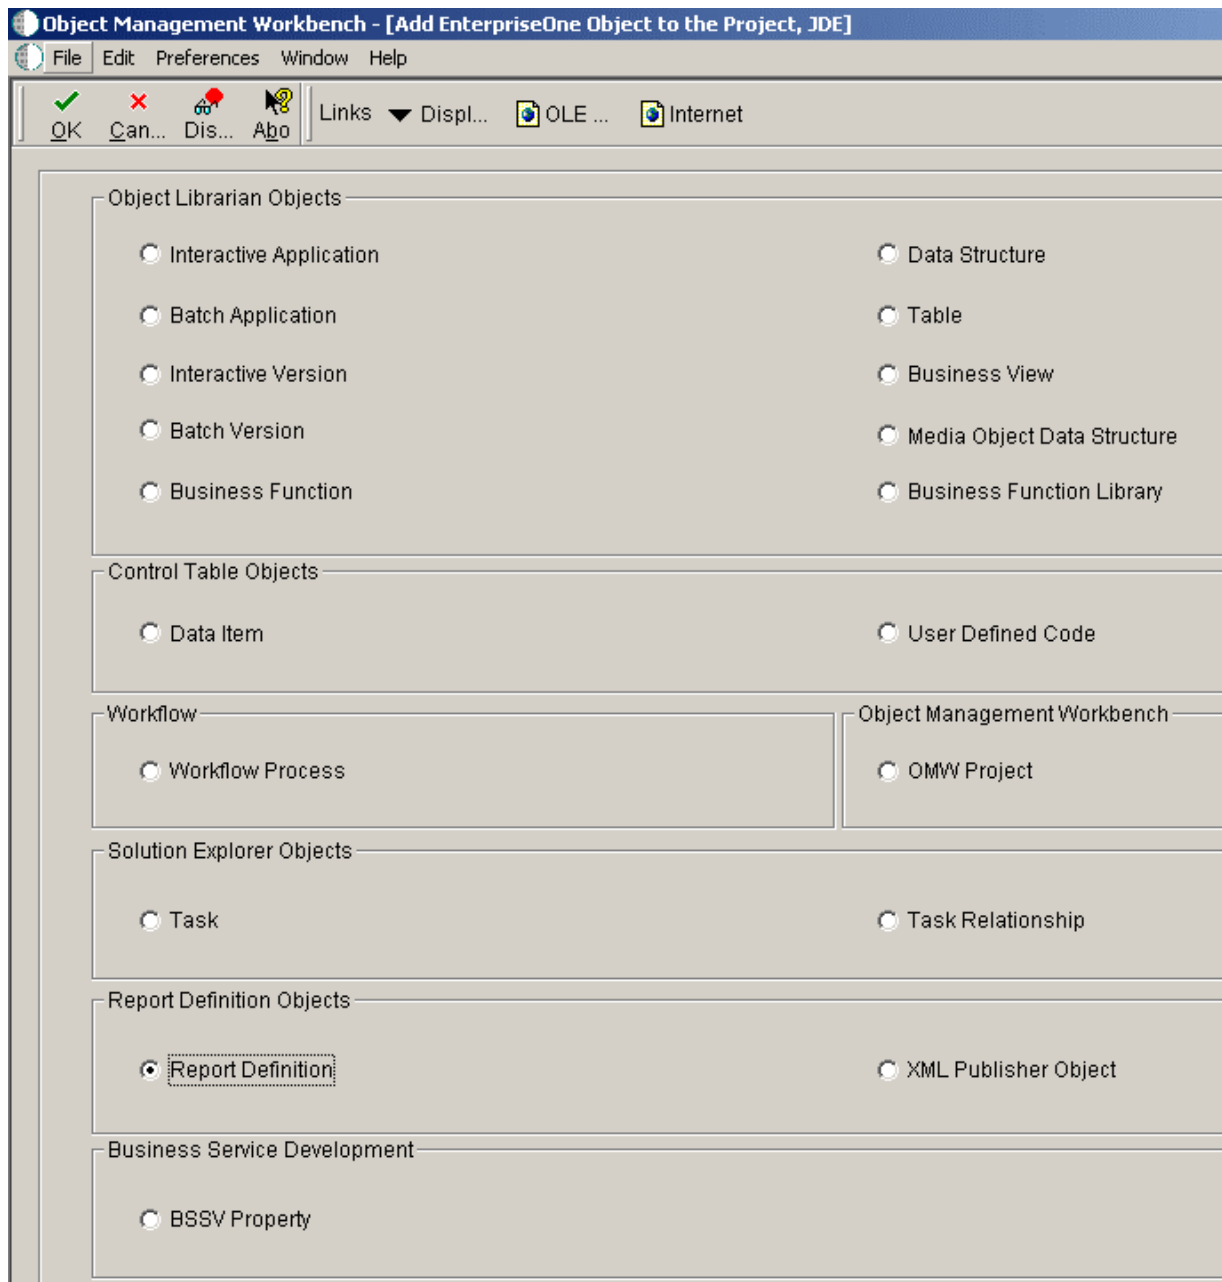 Object Management Workbench - [Add EnterpriseOne Object to the Project, JDE]
File Edit Preferences Window Help
OK Can... Dis... Abo Links Displ... OLE ... Internet
Object Librarian Objects
Interactive Application Data Structure
Batch Application Table
Interactive Version Business View
Batch Version Media Object Data Structure
Business Function Business Function Library
Control Table Objects
Data Item User Defined Code
Workflow Object Management Workbench
Workflow Process OMW Project
Solution Explorer Objects
Task Task Relationship
Report Definition Objects
Report Definition XML Publisher Object
Business Service Development
BSSV Property